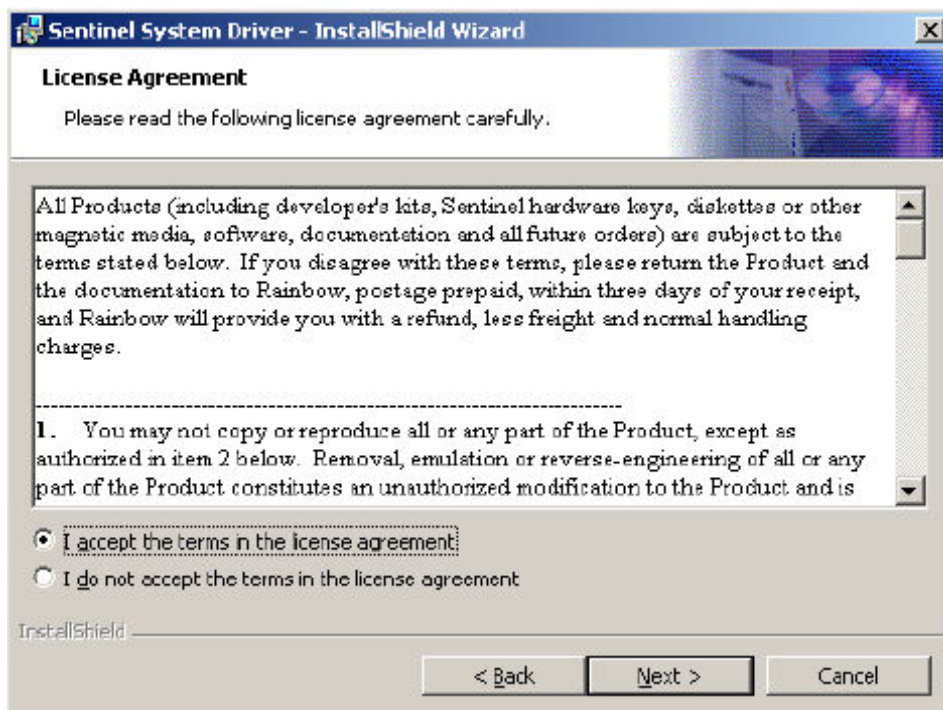 Sentinel System Driver - InstallShield Wizard
License Agreement
Please read the following license agreement carefully.
All Products (including developer's kits, Sentinel hardware keys, diskettes or other
magnetic media, software, documentation and all future orders) are subject to the
terms stated below. If you disagree with these terms, please return the Product and
the documentation to Rainbow, postage prepaid, within three days of your receipt,
and Rainbow will provide you with a refund, less freight and normal handling
charges.
1. You may not copy or reproduce all or any part of the Product, except as
authorized in item 2 below. Removal, emulation or reverse-engineering of all or any
part of the Product constitutes an unauthorized modification to the Product and is
I accept the terms in the license agreement
I do not accept the terms in the license agreement
InstallShield
< Back
Next >
Cancel